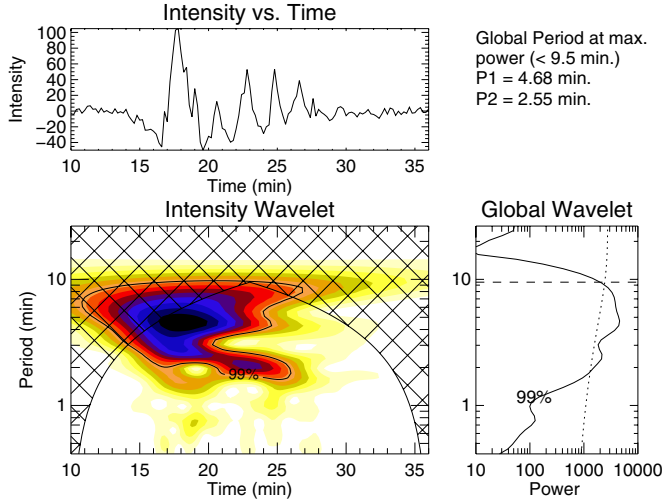 Intensity vs. Time
Intensity
100
80
60
40
20
0
−20
−40
10 15 20 25 30 35
Time (min)
Global Period at max.
power (< 9.5 min.)
P1 = 4.68 min.
P2 = 2.55 min.
Intensity Wavelet
Period (min)
10
1
99%
10 15 20 25 30 35
Time (min)
Global Wavelet
10
1
99%
10 100 1000 10000
Power